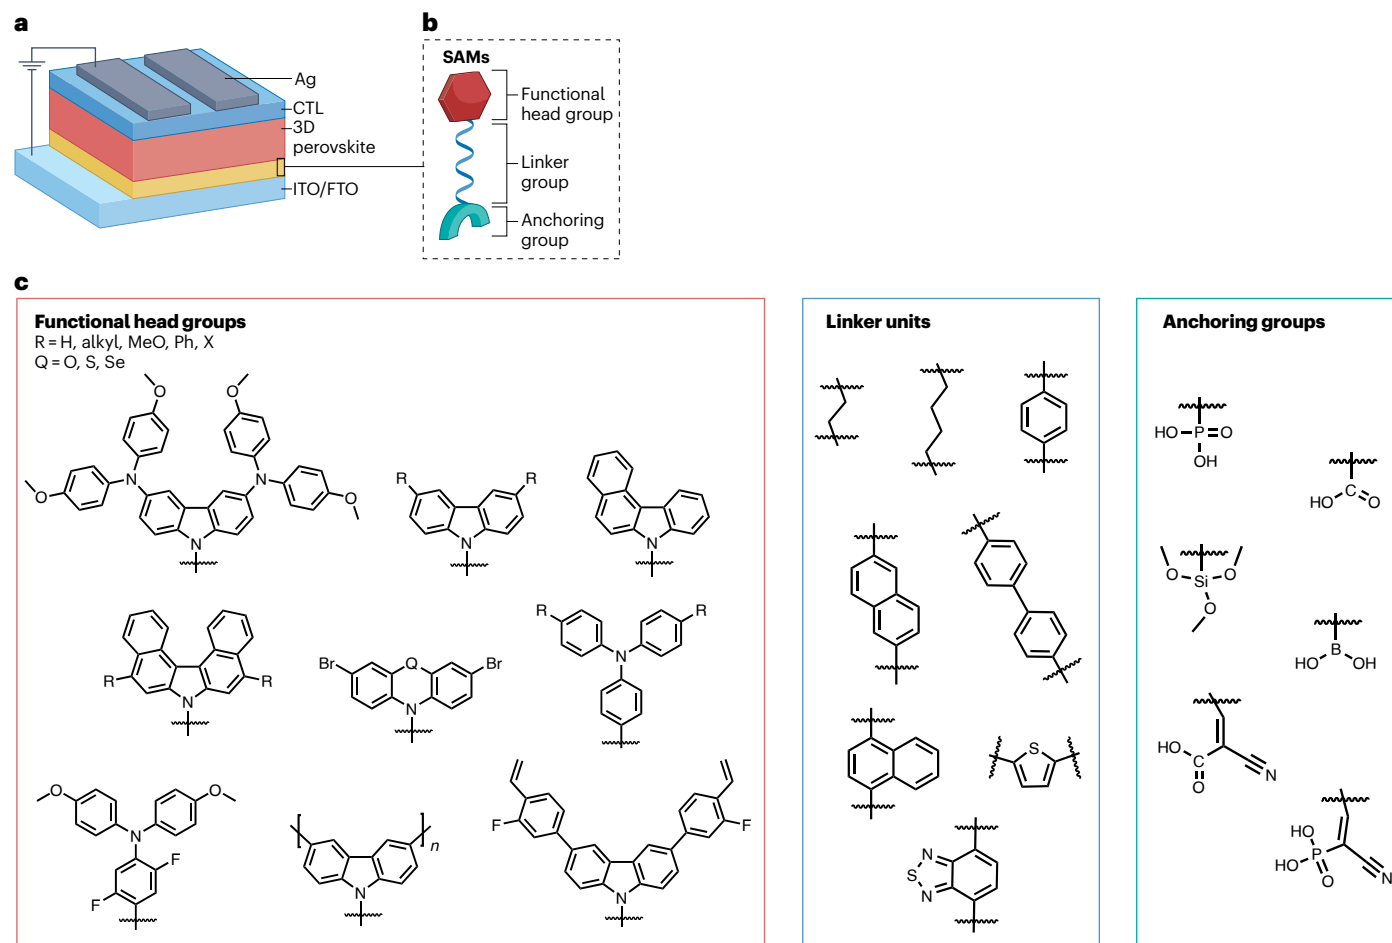 a
Ag
CTL
3D
perovskite
ITO/FTO
b
SAMs
Functional
head group
Linker
group
Anchoring
group
c
Functional head groups
R = H, alkyl, MeO, Ph, X
Q = O, S, Se
O
O
O
N
N
O
N
R
R
N
N
R
R
N
Br
Q
Br
N
R
R
N
O
O
N
F
F
n
N
F
F
N
Linker units
S
N
S
N
Anchoring groups
HO
P
O
OH
HO
C
O
O
Si
O
O
B
HO
OH
HO
C
O
N
HO
P
HO
O
N